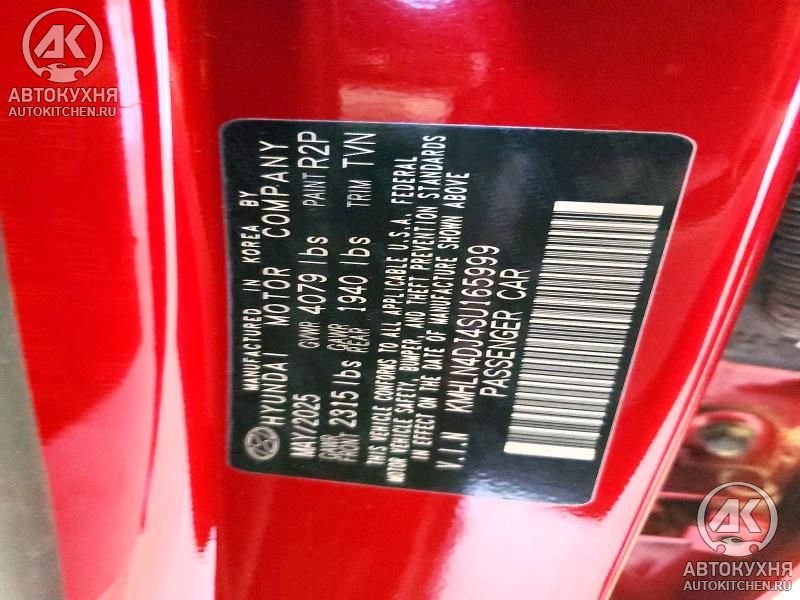 АВТОКУХНЯ
AUTOKITCHEN.RU
MANUFACTURED IN KOREA BY
HYUNDAI MOTOR COMPANY
MAY/2025 GVWR 4079 lbs PAINT R2P
GAWR FRONT 2315 lbs GAWR REAR 1940 lbs TRIM TVN
THIS VEHICLE CONFORMS TO ALL APPLICABLE U.S.A. FEDERAL
MOTOR VEHICLE SAFETY, BUMPER, AND THEFT PREVENTION STANDARDS
IN EFFECT ON THE DATE OF MANUFACTURE SHOWN ABOVE
V.I.N KMHLN4DJ4SU165999
PASSENGER CAR
АВТОКУХНЯ
AUTOKITCHEN.RU